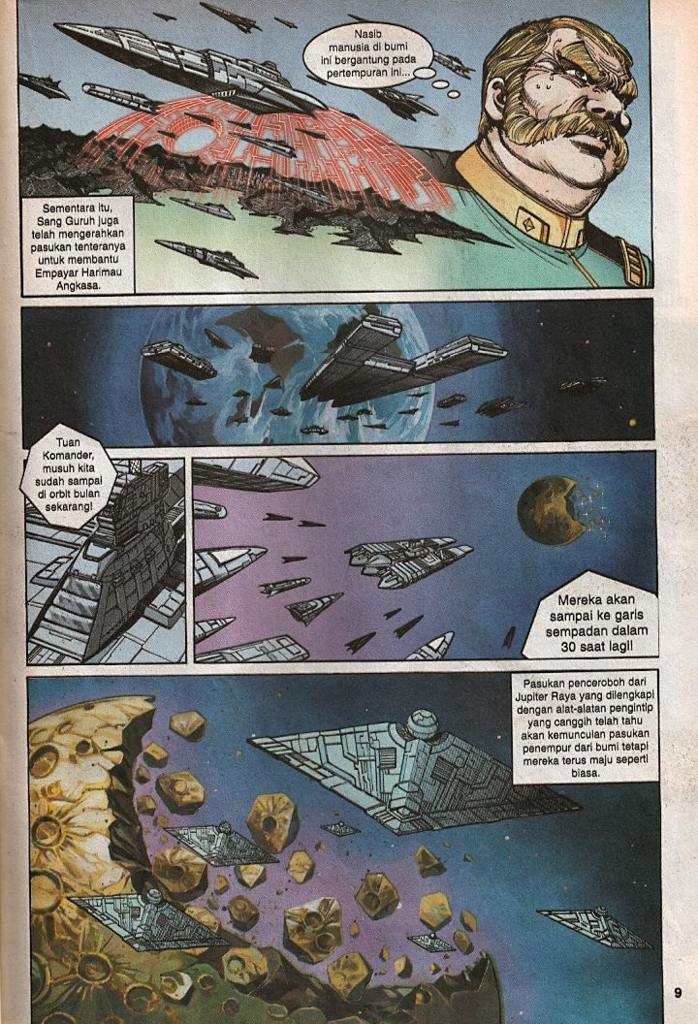 Nasib
manusia di bumi
ini bergantung pada
pertempuran ini...
Sementara itu,
Sang Guruh juga
telah mengerahkan
pasukan tenteranya
untuk membantu
Empayar Harimau
Angkasa.
Tuan
Komander,
musuh kita
sudah sampai
di orbit bulan
sekarang!
Mereka akan
sampai ke garis
sempadan dalam
30 saat lagi!
Pasukan penceroboh dari
Jupiter Raya yang dilengkapi
dengan alat-alatan pengintip
yang canggih telah tahu
akan kemunculan pasukan
penempur dari bumi tetapi
mereka terus maju seperti
biasa.
9